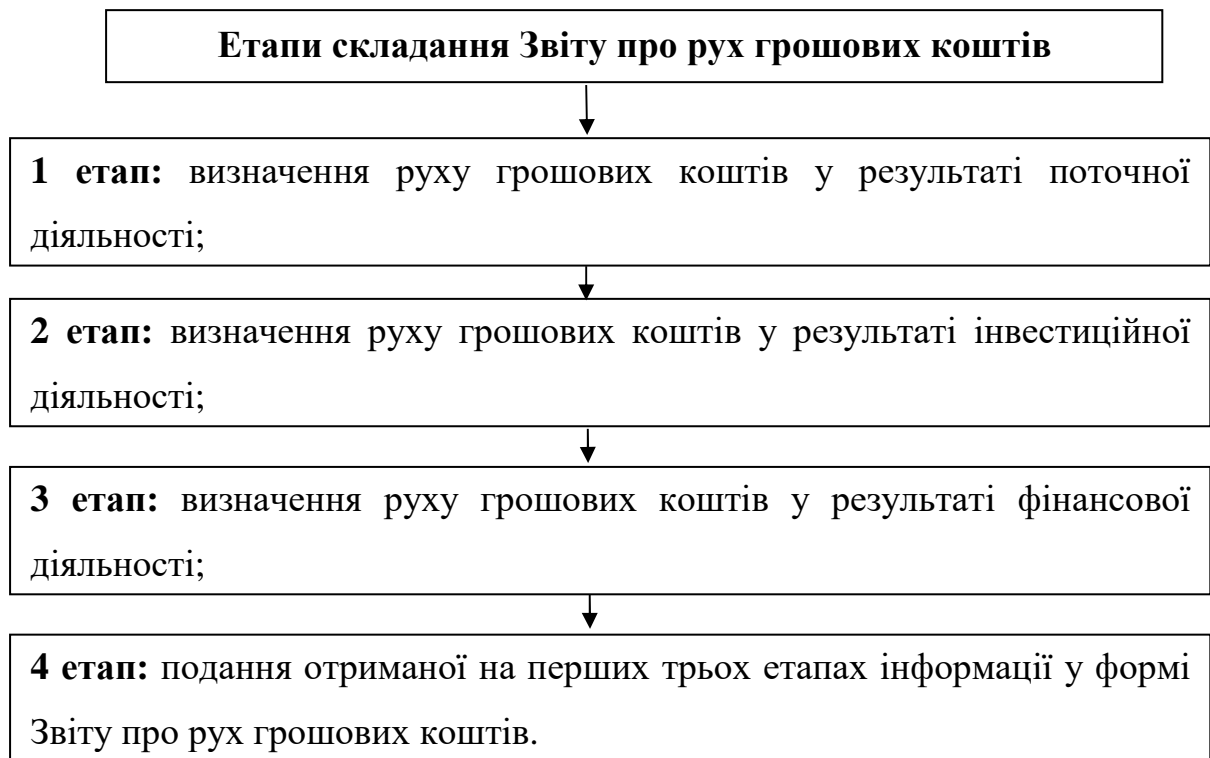 Етапи складання Звіту про рух грошових коштів
1 етап: визначення руху грошових коштів у результаті поточної
діяльності;
2 етап: визначення руху грошових коштів у результаті інвестиційної
діяльності;
3 етап: визначення руху грошових коштів у результаті фінансової
діяльності;
4 етап: подання отриманої на перших трьох етапах інформації у формі
Звіту про рух грошових коштів.